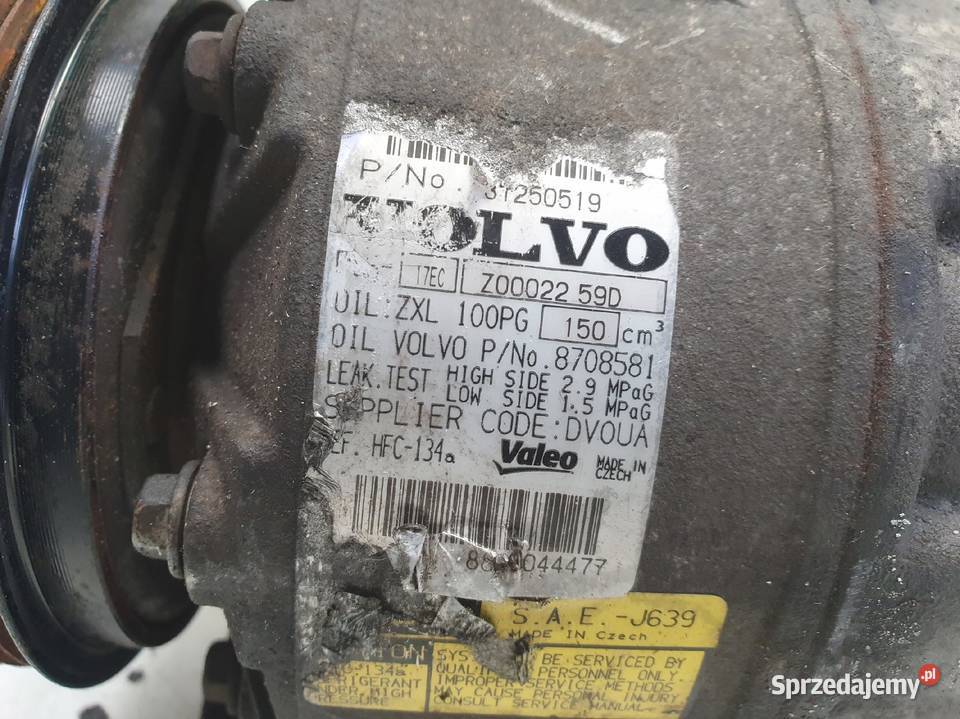 P/No. 31250519
VOLVO
17EC Z00022 59D
OIL: ZXL 100PG 150 cm³
OIL VOLVO P/No. 8708581
LEAK. TEST HIGH SIDE 2.9 MPaG
LOW SIDE 1.5 MPaG
SUPPLIER CODE:DVOUA
EF. HFC-134a Valeo MADE IN CZECH
044477
S.A.E.-J639
MADE IN Czech
BE SERVICED BY
PERSONNEL ONLY.
IMPROPER SERVICE METHODS
MAY CAUSE PERSONAL INJURY
CONSULT SERVICE MANUAL
134a
REFRIGERANT
UNDER HIGH
PRESSURE
Sprzedajemy.pl